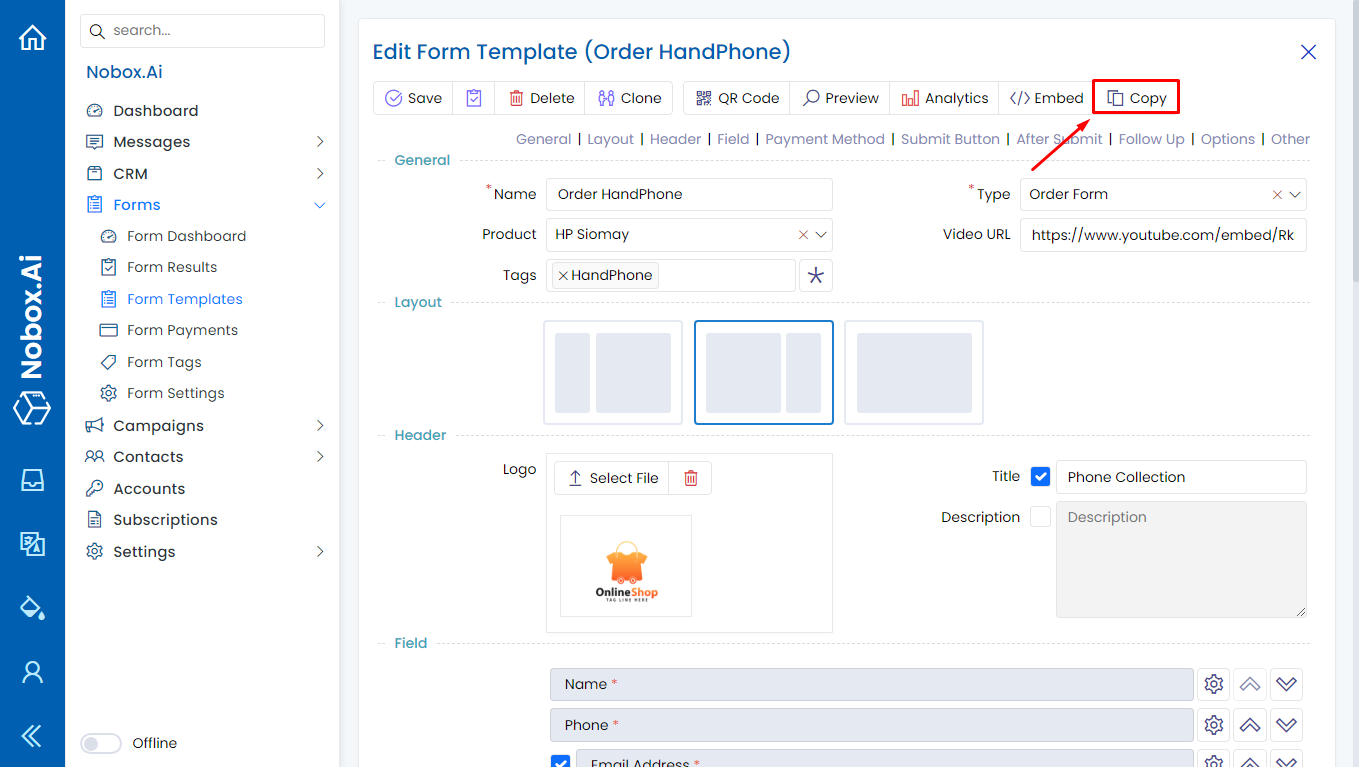 search...
Nobox.Ai
Dashboard
Messages
CRM
Forms
Form Dashboard
Form Results
Form Templates
Form Payments
Form Tags
Form Settings
Campaigns
Contacts
Accounts
Subscriptions
Settings
Offline
Nobox.Ai
Edit Form Template (Order HandPhone)
Save Delete Clone QR Code Preview Analytics </> Embed Copy
General | Layout | Header | Field | Payment Method | Submit Button | After Submit | Follow Up | Options | Other
General
*Name Order HandPhone *Type Order Form
Product HP Siomay Video URL https://www.youtube.com/embed/Rk
Tags HandPhone
Layout
Header
Logo Select File Title Phone Collection
Description Description
OnlineShop
TAG LINE HERE
Field
Name *
Phone *
Email Address *